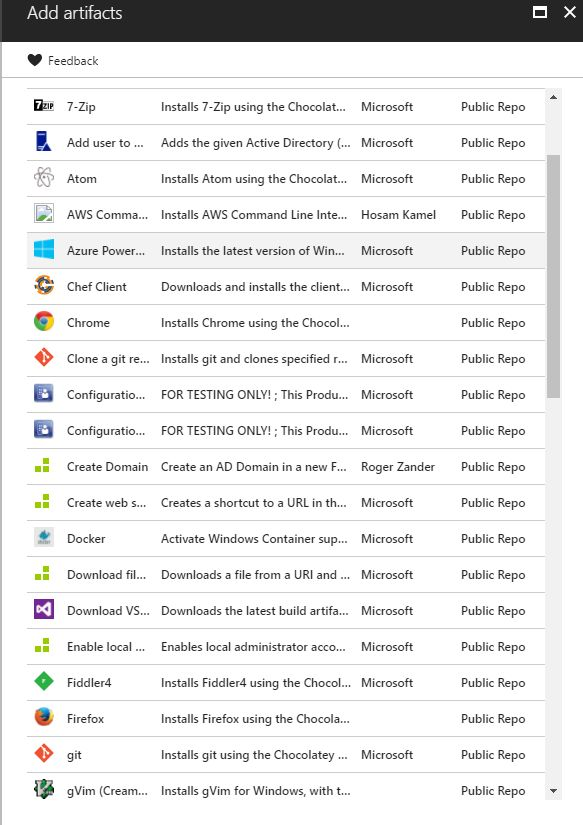 Add artifacts
Feedback
7-Zip Installs 7-Zip using the Chocolat... Microsoft Public Repo
Add user to ... Adds the given Active Directory (... Microsoft Public Repo
Atom Installs Atom using the Chocolat... Microsoft Public Repo
AWS Comma... Installs AWS Command Line Inte... Hosam Kamel Public Repo
Azure Power... Installs the latest version of Win... Microsoft Public Repo
Chef Client Downloads and installs the client... Microsoft Public Repo
Chrome Installs Chrome using the Chocol... Public Repo
Clone a git re... Installs git and clones specified r... Microsoft Public Repo
Configuratio... FOR TESTING ONLY! ; This Produ... Microsoft Public Repo
Configuratio... FOR TESTING ONLY! ; This Produ... Microsoft Public Repo
Create Domain Create an AD Domain in a new F... Roger Zander Public Repo
Create web s... Creates a shortcut to a URL in th... Microsoft Public Repo
Docker Activate Windows Container sup... Microsoft Public Repo
Download fil... Downloads a file from a URI and ... Microsoft Public Repo
Download VS... Downloads the latest build artifa... Microsoft Public Repo
Enable local ... Enables local administrator acco... Microsoft Public Repo
Fiddler4 Installs Fiddler4 using the Chocol... Microsoft Public Repo
Firefox Installs Firefox using the Chocola... Public Repo
git Installs git using the Chocolatey ... Microsoft Public Repo
gVim (Cream... Installs gVim for Windows, with t... Public Repo